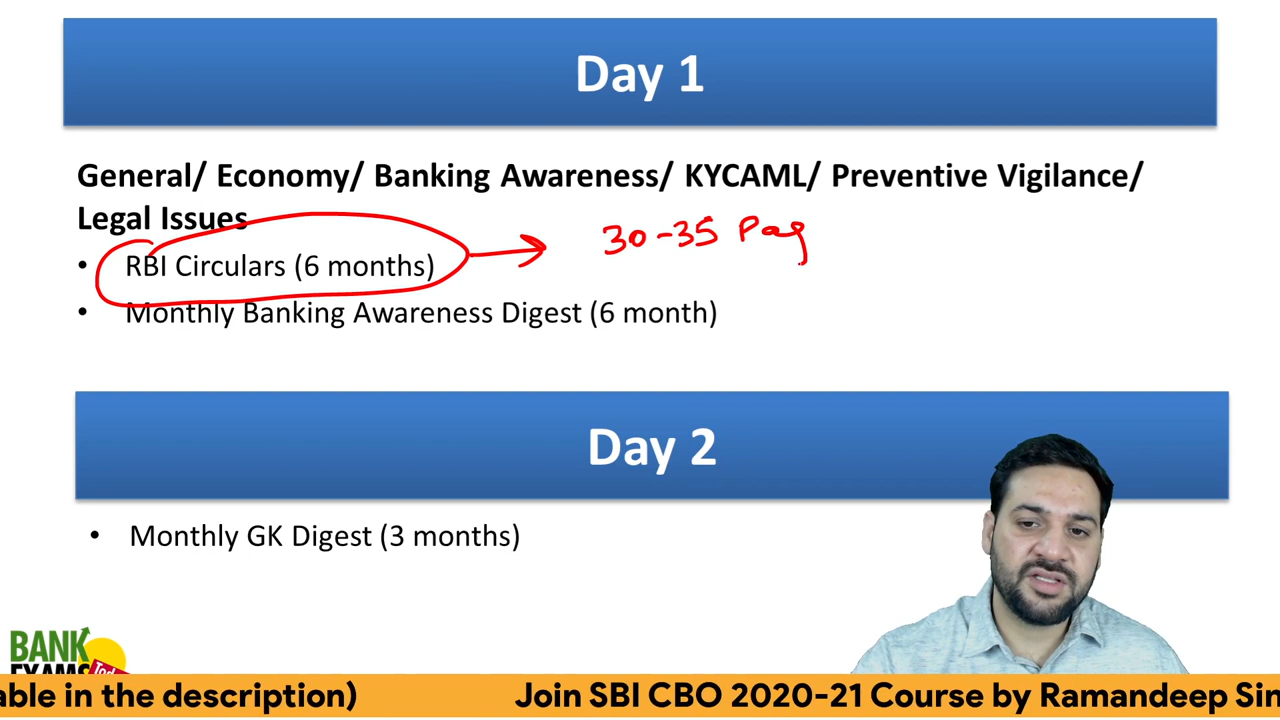 Day 1
General/ Economy/ Banking Awareness/ KYCAML/ Preventive Vigilance/
Legal Issues
30-35 Pag
• RBI Circulars (6 months)
• Monthly Banking Awareness Digest (6 month)
Day 2
• Monthly GK Digest (3 months)
BANK
EXAMS
Tod
able in the description)
Join SBI CBO 2020-21 Course by Ramandeep Sin